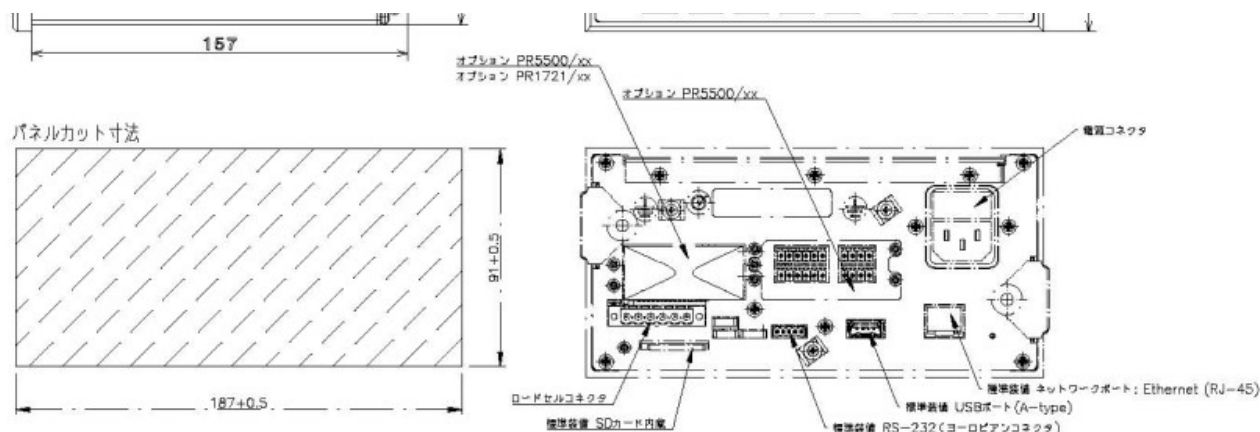 157
オプション PR5500/xx
オプション PR1721/xx
オプション PR5500/xx
パネルカット寸法
電源コネクタ
91+0.5
187+0.5
ロードセルコネクタ
標準装備 SDカード内蔵
標準装備 ネットワークポート: Ethernet (RJ-45)
標準装備 USBポート(A-type)
標準装備 RS-232(ヨーロピアンコネクタ)